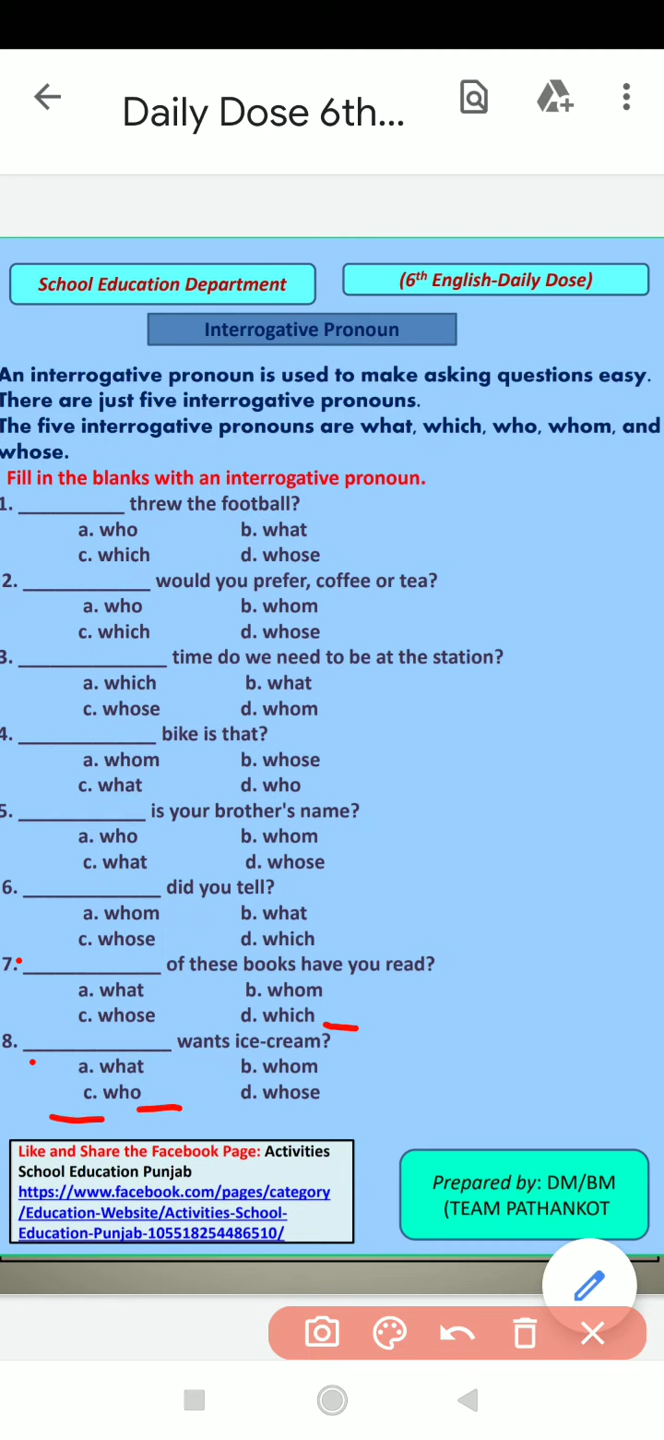 Daily Dose 6th...
School Education Department
(6th English-Daily Dose)
Interrogative Pronoun
An interrogative pronoun is used to make asking questions easy.
There are just five interrogative pronouns.
The five interrogative pronouns are what, which, who, whom, and
whose.
Fill in the blanks with an interrogative pronoun.
1. __________ threw the football?
a. who b. what
c. which d. whose
2. ____________ would you prefer, coffee or tea?
a. who b. whom
c. which d. whose
3. ______________ time do we need to be at the station?
a. which b. what
c. whose d. whom
4. _____________ bike is that?
a. whom b. whose
c. what d. who
5. ____________ is your brother's name?
a. who b. whom
c. what d. whose
6. _____________ did you tell?
a. whom b. what
c. whose d. which
7. _____________ of these books have you read?
a. what b. whom
c. whose d. which
8. ______________ wants ice-cream?
a. what b. whom
c. who d. whose
Like and Share the Facebook Page: Activities
School Education Punjab
https://www.facebook.com/pages/category
/Education-Website/Activities-School-
Education-Punjab-105518254486510/
Prepared by: DM/BM
(TEAM PATHANKOT